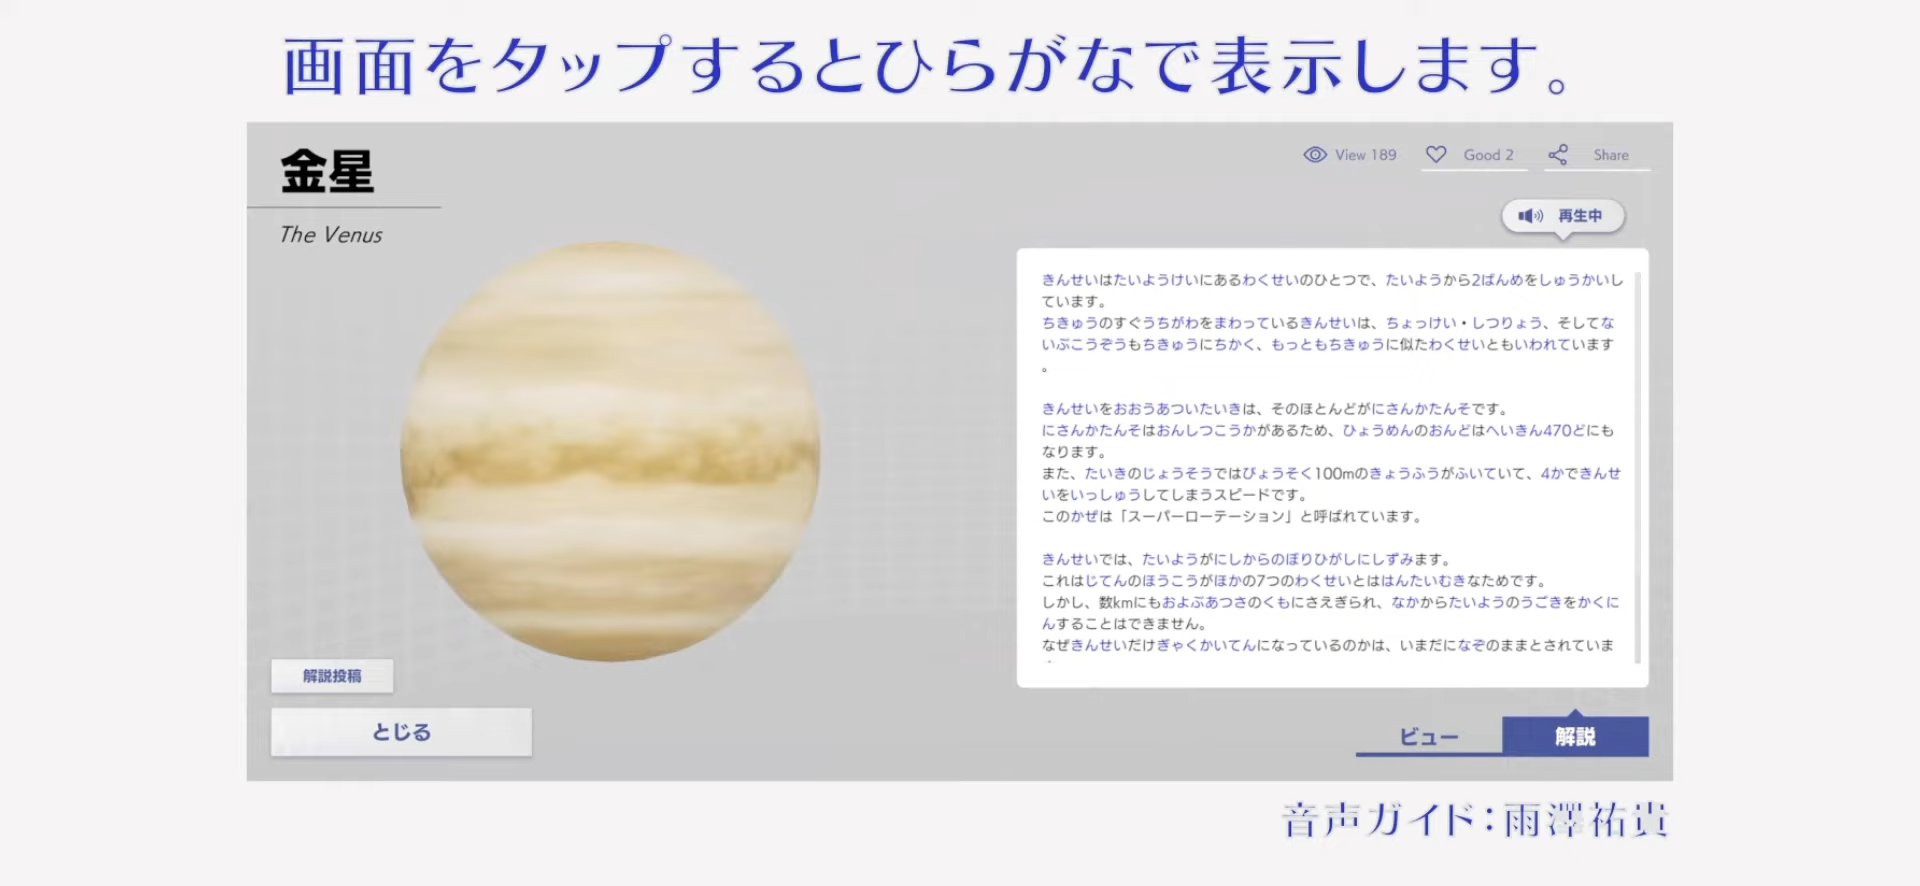 画面をタップするとひらがなで表示します。
金星
The Venus
View 189
Good 2
Share
再生中
きんせいはたいようけいにあるわくせいのひとつで、たいようから2ばんめをしゅうかいし
ています。
ちきゅうのすぐうちがわをまわっているきんせいは、ちょっけい・しつりょう、そしてな
いぶこうぞうもちきゅうにちかく、もっともちきゅうに似たわくせいともいわれています
。
きんせいをおおうあついたいきは、そのほとんどがにさんかたんそです。
にさんかたんそはおんしつこうかがあるため、ひょうめんのおんどはへいきん470どにも
なります。
また、たいきのじょうそうではびょうそく100mのきょうふうがふいていて、4かできんせ
いをいっしゅうしてしまうスピードです。
このかぜは「スーパーローテーション」と呼ばれています。
きんせいでは、たいようがにしからのぼりひがしにしずみます。
これはじてんのほうこうがほかの7つのわくせいとははんたいむきなためです。
しかし、数kmにもおよぶあつさのくもにさえぎられ、なかからたいようのうごきをかくに
んすることはできません。
なぜきんせいだけぎゃくかいてんになっているのかは、いまだになぞのままとされていま
解説投稿
とじる
ビュー
解説
音声ガイド：雨澤祐貴